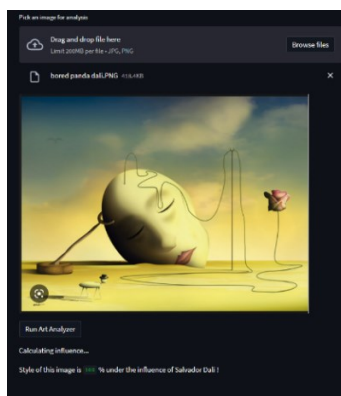 Pick an image for analysis
Drag and drop file here
Limit 200MB per file • JPG, PNG
Browse files
bored panda dali.PNG 418.4KB
Run Art Analyzer
Calculating influence...
Style of this image is % under the influence of Salvador Dali !